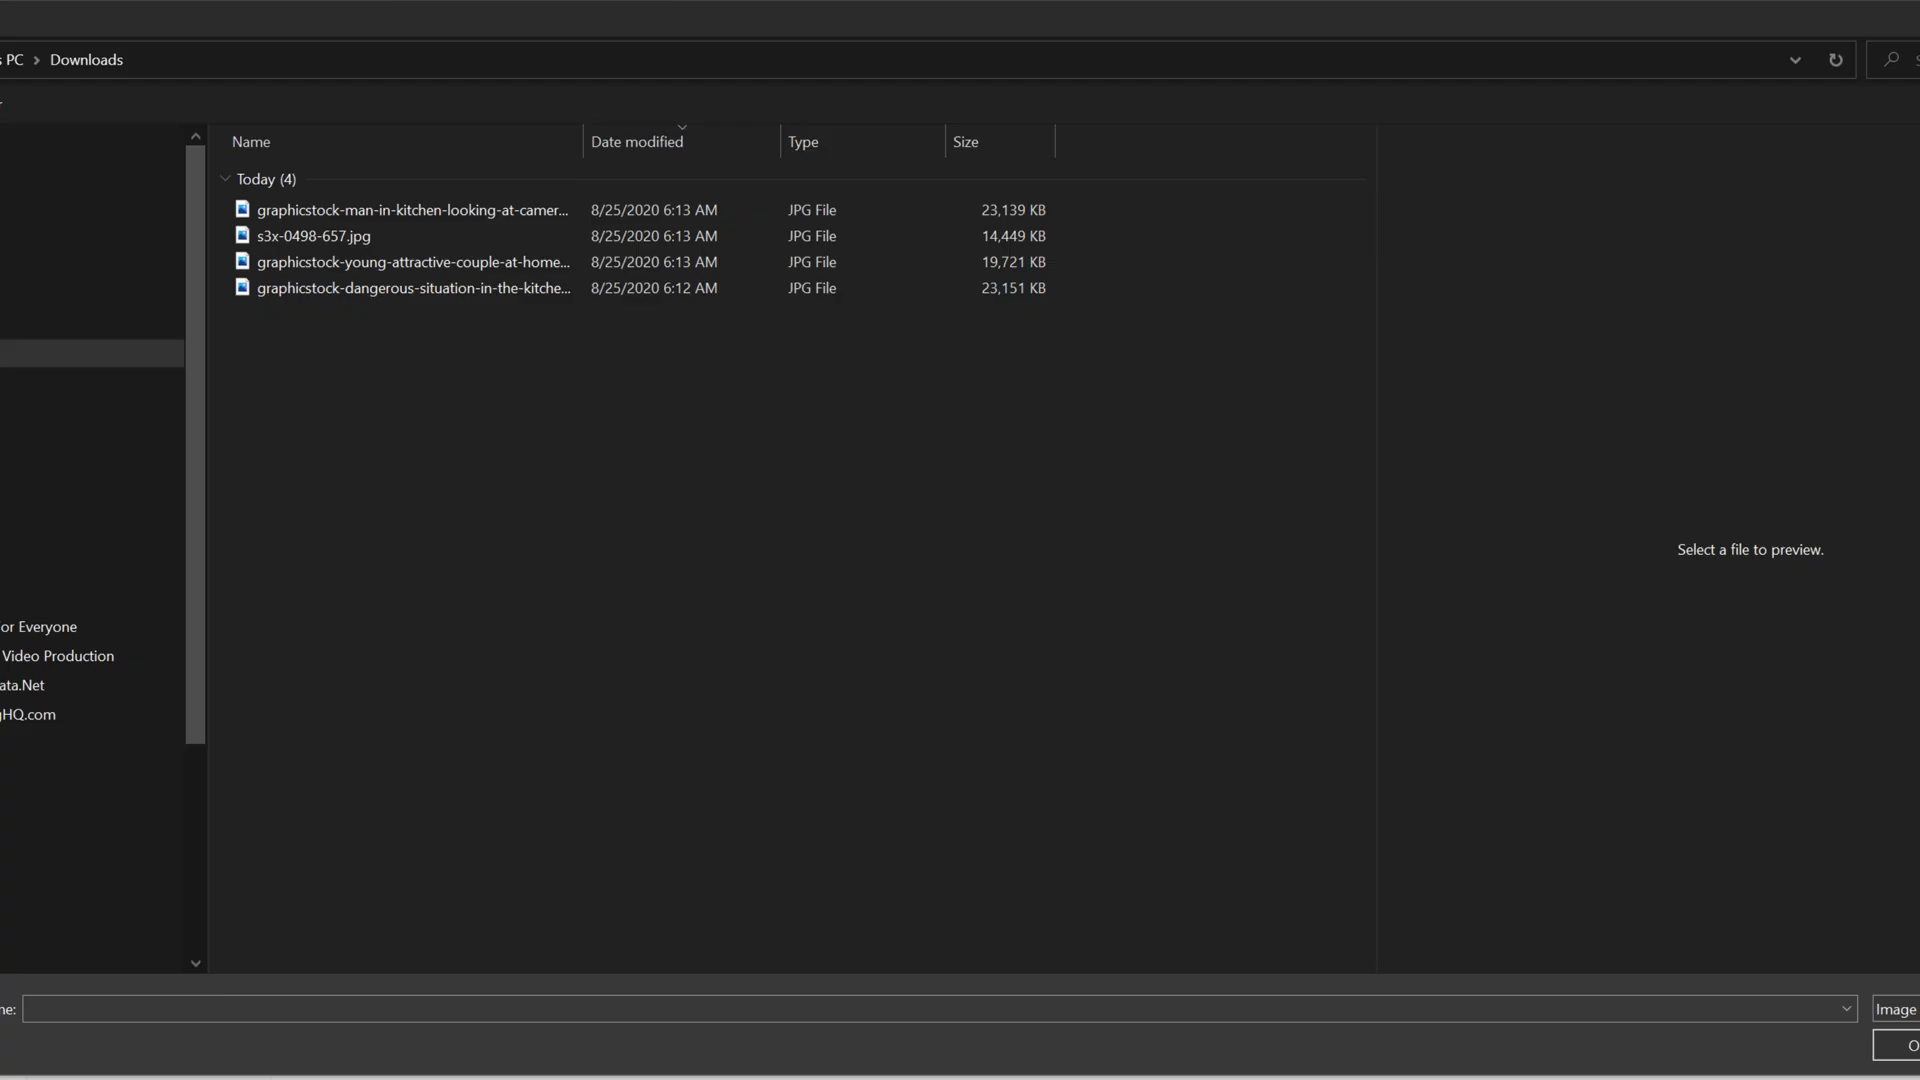 s PC > Downloads
Name Date modified Type Size
Today (4)
graphicstock-man-in-kitchen-looking-at-camer... 8/25/2020 6:13 AM JPG File 23,139 KB
s3x-0498-657.jpg 8/25/2020 6:13 AM JPG File 14,449 KB
graphicstock-young-attractive-couple-at-home... 8/25/2020 6:13 AM JPG File 19,721 KB
graphicstock-dangerous-situation-in-the-kitche... 8/25/2020 6:12 AM JPG File 23,151 KB
Select a file to preview.
or Everyone
Video Production
ata.Net
gHQ.com
me:
Image
O